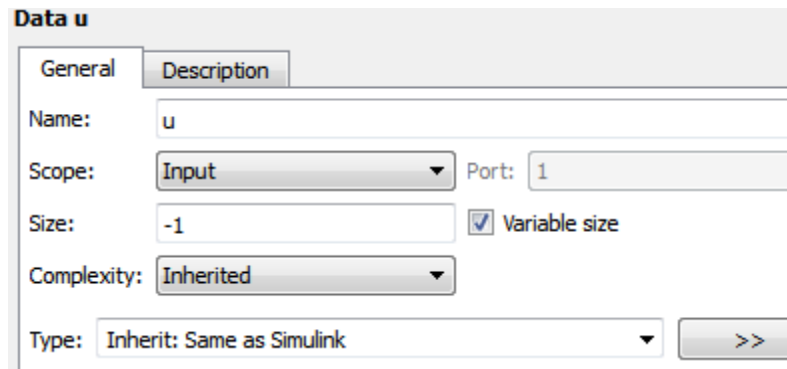 Data u
General Description
Name: u
Scope: Input Port: 1
Size: -1 Variable size
Complexity: Inherited
Type: Inherit: Same as Simulink >>